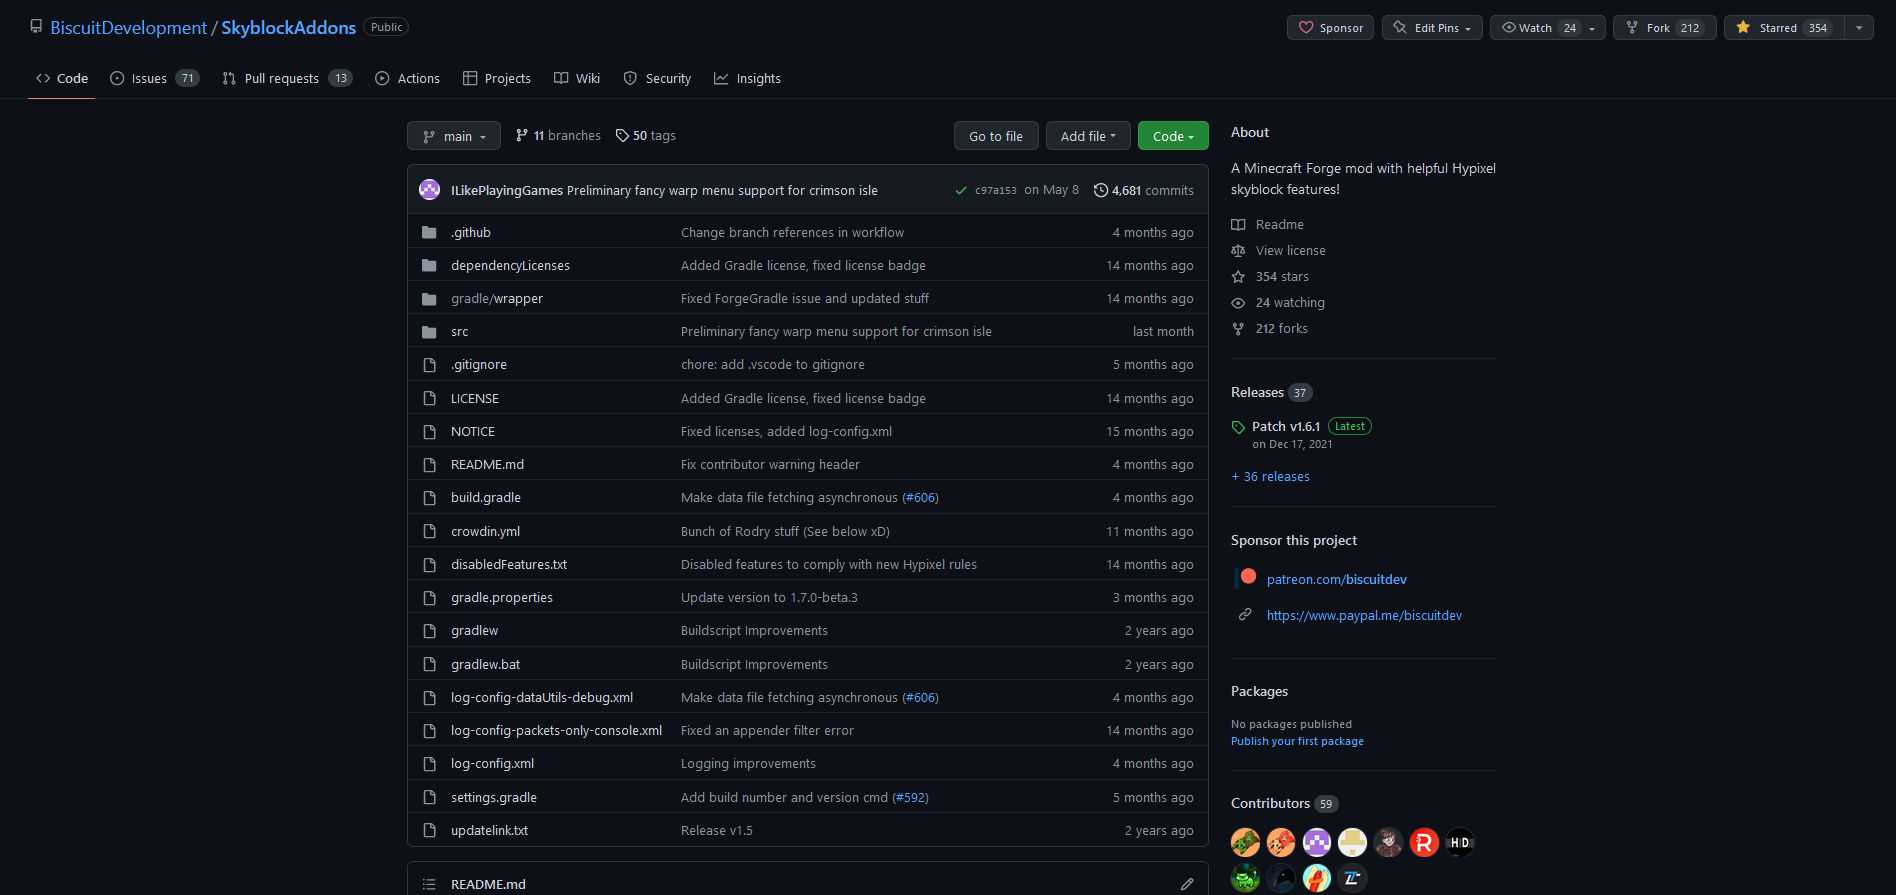 BiscuitDevelopment / SkyblockAddons Public
Sponsor Edit Pins Watch 24 Fork 212 Starred 354
Code Issues 71 Pull requests 13 Actions Projects Wiki Security Insights
main 11 branches 50 tags Go to file Add file Code
ILikePlayingGames Preliminary fancy warp menu support for crimson isle c97a153 on May 8 4,681 commits
.github Change branch references in workflow 4 months ago
dependencyLicenses Added Gradle license, fixed license badge 14 months ago
gradle/wrapper Fixed ForgeGradle issue and updated stuff 14 months ago
src Preliminary fancy warp menu support for crimson isle last month
.gitignore chore: add .vscode to gitignore 5 months ago
LICENSE Added Gradle license, fixed license badge 14 months ago
NOTICE Fixed licenses, added log-config.xml 15 months ago
README.md Fix contributor warning header 4 months ago
build.gradle Make data file fetching asynchronous (#606) 4 months ago
crowdin.yml Bunch of Rodry stuff (See below xD) 11 months ago
disabledFeatures.txt Disabled features to comply with new Hypixel rules 14 months ago
gradle.properties Update version to 1.7.0-beta.3 3 months ago
gradlew Buildscript Improvements 2 years ago
gradlew.bat Buildscript Improvements 2 years ago
log-config-dataUtils-debug.xml Make data file fetching asynchronous (#606) 4 months ago
log-config-packets-only-console.xml Fixed an appender filter error 14 months ago
log-config.xml Logging improvements 4 months ago
settings.gradle Add build number and version cmd (#592) 5 months ago
updatelink.txt Release v1.5 2 years ago
README.md
About
A Minecraft Forge mod with helpful Hypixel
skyblock features!
Readme
View license
354 stars
24 watching
212 forks
Releases 37
Patch v1.6.1 Latest
on Dec 17, 2021
+ 36 releases
Sponsor this project
patreon.com/biscuitdev
https://www.paypal.me/biscuitdev
Packages
No packages published
Publish your first package
Contributors 59
R
HD